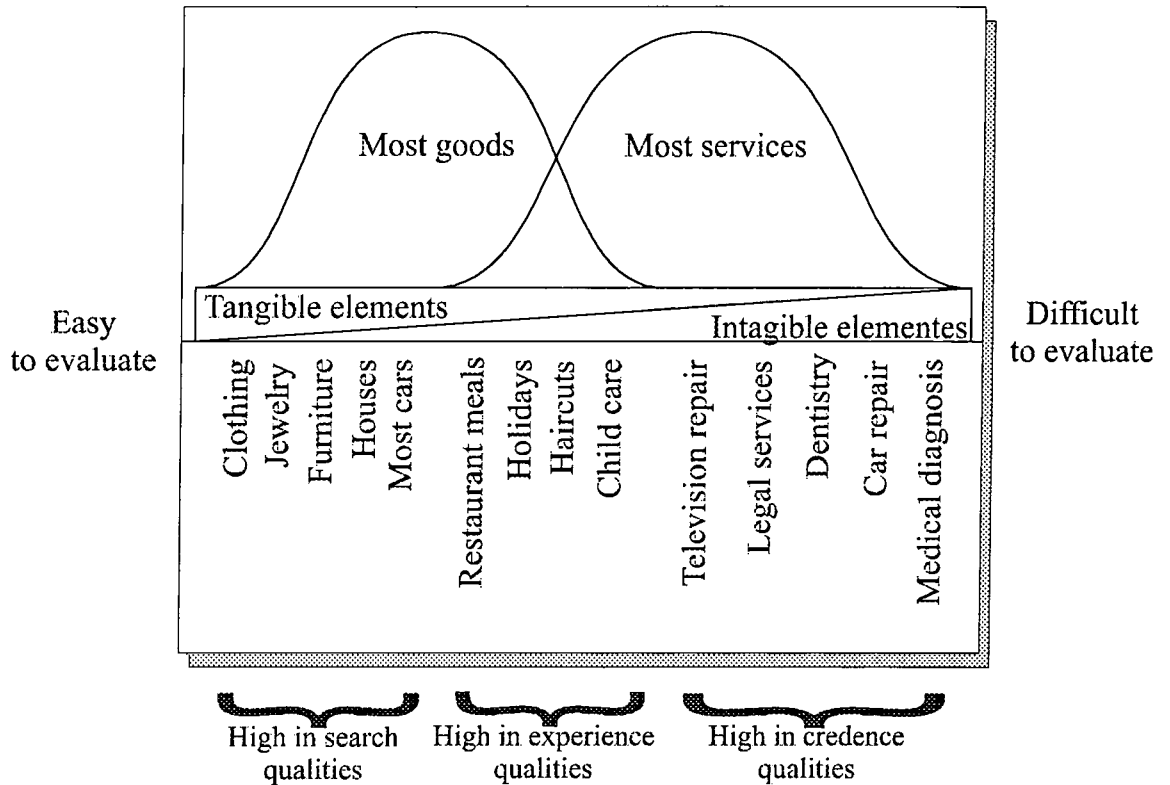 Most goods
Most services
Tangible elements
Intagible elementes
Easy
to evaluate
Difficult
to evaluate
Clothing
Jewelry
Furniture
Houses
Most cars
Restaurant meals
Holidays
Haircuts
Child care
Television repair
Legal services
Dentistry
Car repair
Medical diagnosis
High in search
qualities
High in experience
qualities
High in credence
qualities